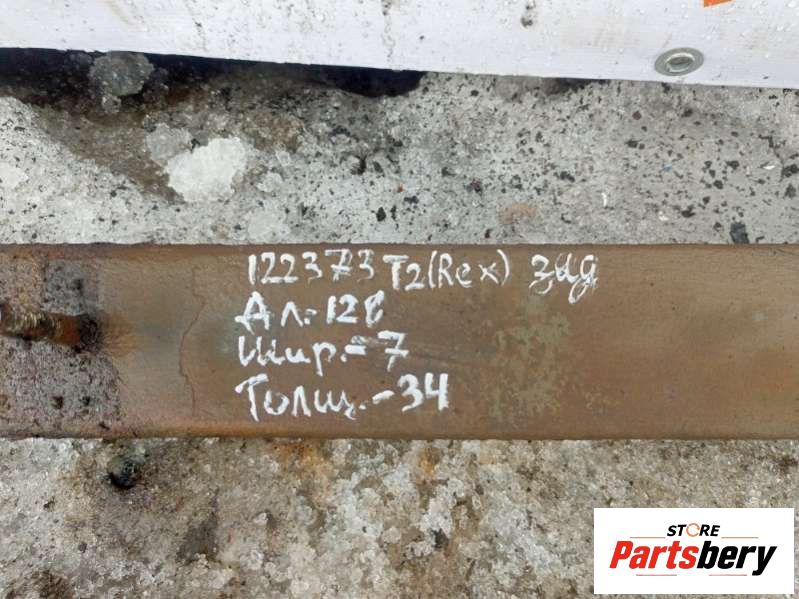 122373 T2(Rex) зад
Дл.-128
Шир.-7
Толщ.-34
STORE
Partsbery